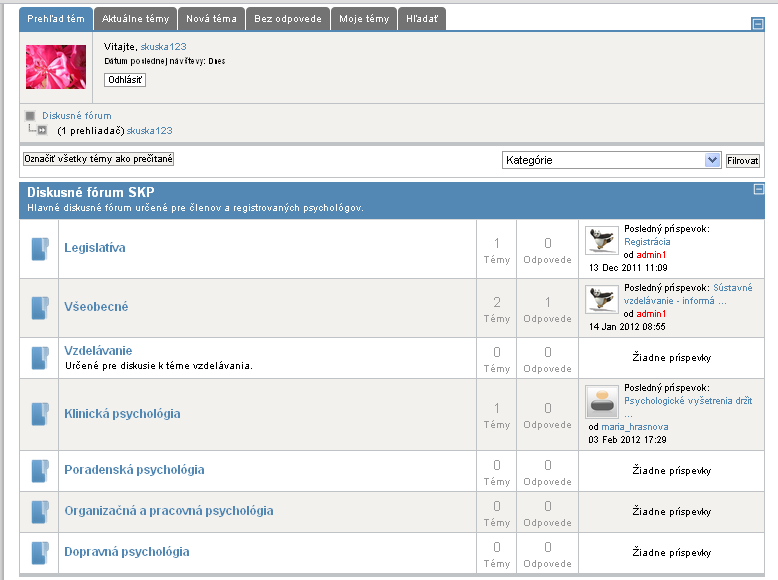 Prehľad tém Aktuálne témy Nová téma Bez odpovede Moje témy Hľadať
Vitajte, skuska123
Dátum poslednej návštevy: Dnes
Odhlásiť
Diskusné fórum
(1 prehliadač) skuska123
Označiť všetky témy ako prečítané Kategórie Filrovat
Diskusné fórum SKP
Hlavné diskusné fórum určené pre členov a registrovaných psychológov.
Legislatíva
1 Témy
0 Odpovede
Posledný príspevok:
Registrácia
od admin1
13 Dec 2011 11:09
Všeobecné
2 Témy
1 Odpovede
Posledný príspevok: Sústavné
vzdelávanie - informá ...
od admin1
14 Jan 2012 08:55
Vzdelávanie
Určené pre diskusie k téme vzdelávania.
0 Témy
0 Odpovede
Žiadne príspevky
Klinická psychológia
1 Témy
0 Odpovede
Posledný príspevok:
Psychologické vyšetrenia držit
...
od maria_hrasnova
03 Feb 2012 17:29
Poradenská psychológia
0 Témy
0 Odpovede
Žiadne príspevky
Organizačná a pracovná psychológia
0 Témy
0 Odpovede
Žiadne príspevky
Dopravná psychológia
0 Témy
0 Odpovede
Žiadne príspevky